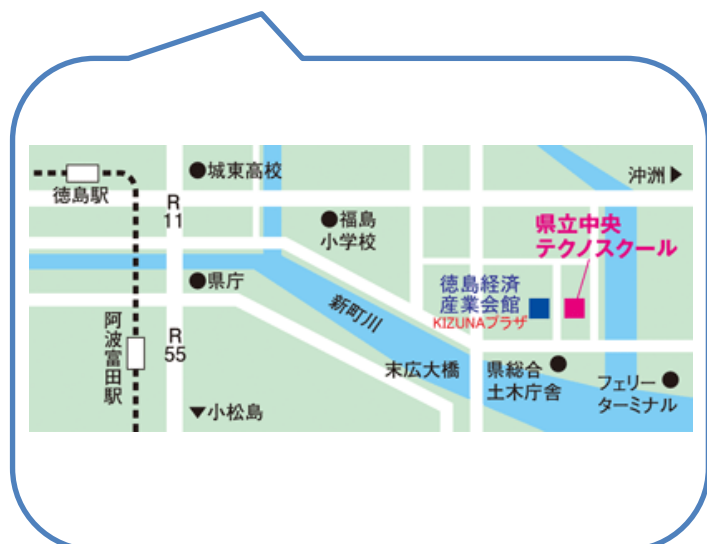 ●城東高校
沖洲▶
徳島駅
R
11
●福島
小学校
県立中央
テクノスクール
●県庁
徳島経済
産業会館
KIZUNAプラザ
新町川
R
55
阿波富田駅
末広大橋
県総合●
土木庁舎
フェリー●
ターミナル
▼小松島